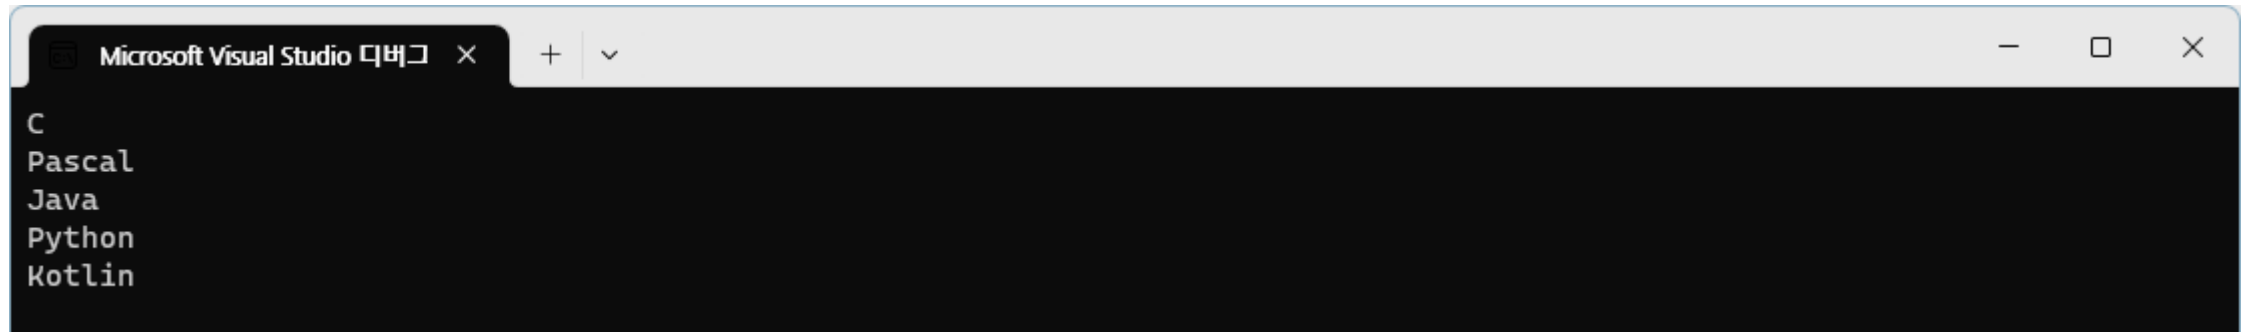 Microsoft Visual Studio 디버그
C
Pascal
Java
Python
Kotlin